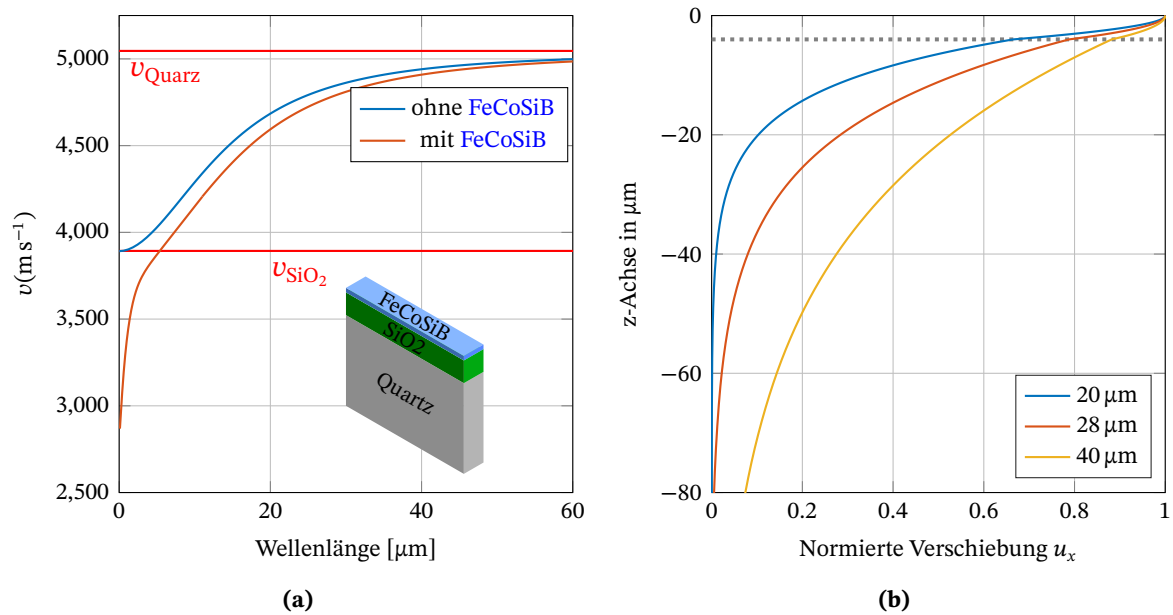 5,000
4,500
4,000
3,500
3,000
2,500
v(m s⁻¹)
v_Quarz
ohne FeCoSiB
mit FeCoSiB
v_SiO₂
FeCoSiB
SiO2
Quartz
0 20 40 60
Wellenlänge [µm]
(a)
0
−20
−40
−60
−80
z-Achse in µm
20 µm
28 µm
40 µm
0 0.2 0.4 0.6 0.8 1
Normierte Verschiebung u_x
(b)